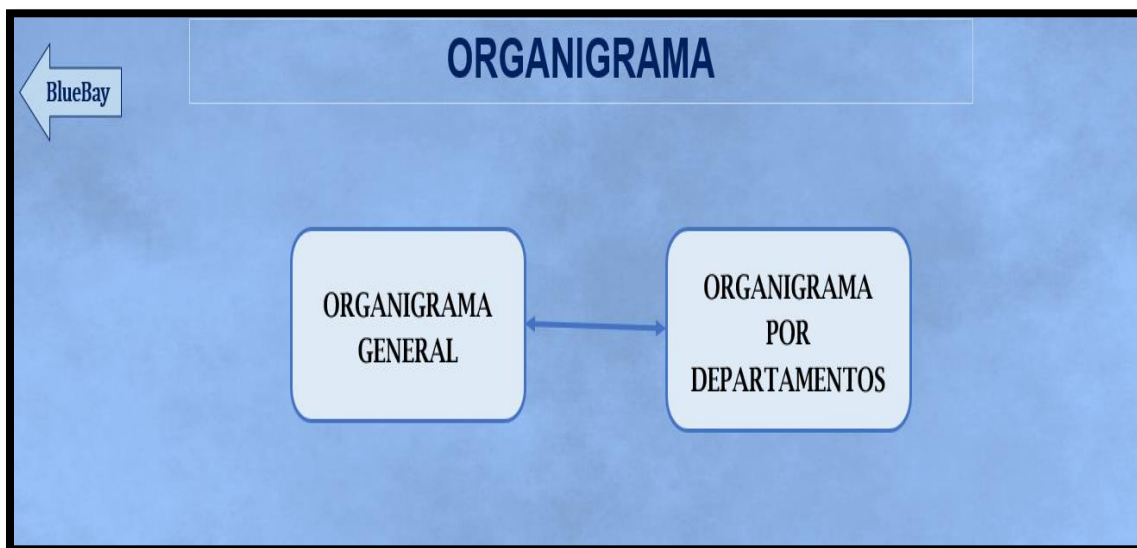 ORGANIGRAMA
BlueBay
ORGANIGRAMA
GENERAL
ORGANIGRAMA
POR
DEPARTAMENTOS